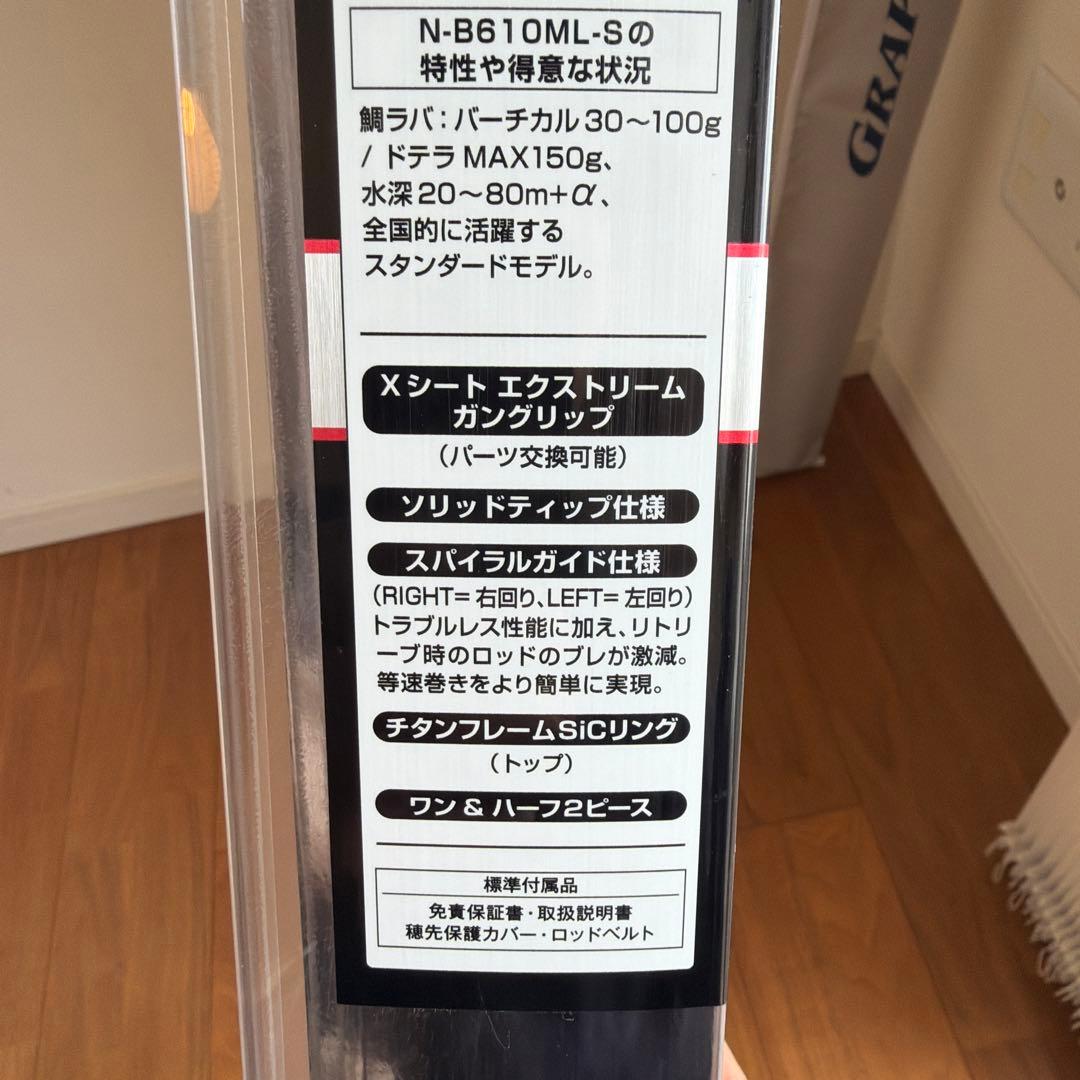 N-B610ML-Sの
特性や得意な状況
鯛ラバ：バーチカル30〜100g
/ ドテラMAX150g、
水深20〜80m+α、
全国的に活躍する
スタンダードモデル。
Xシート エクストリーム
ガングリップ
（パーツ交換可能）
ソリッドティップ仕様
スパイラルガイド仕様
（RIGHT=右回り、LEFT=左回り）
トラブルレス性能に加え、リトリ
ーブ時のロッドのブレが激減。
等速巻きをより簡単に実現。
チタンフレームSiCリング
（トップ）
ワン & ハーフ2ピース
標準付属品
免責保証書・取扱説明書
穂先保護カバー・ロッドベルト